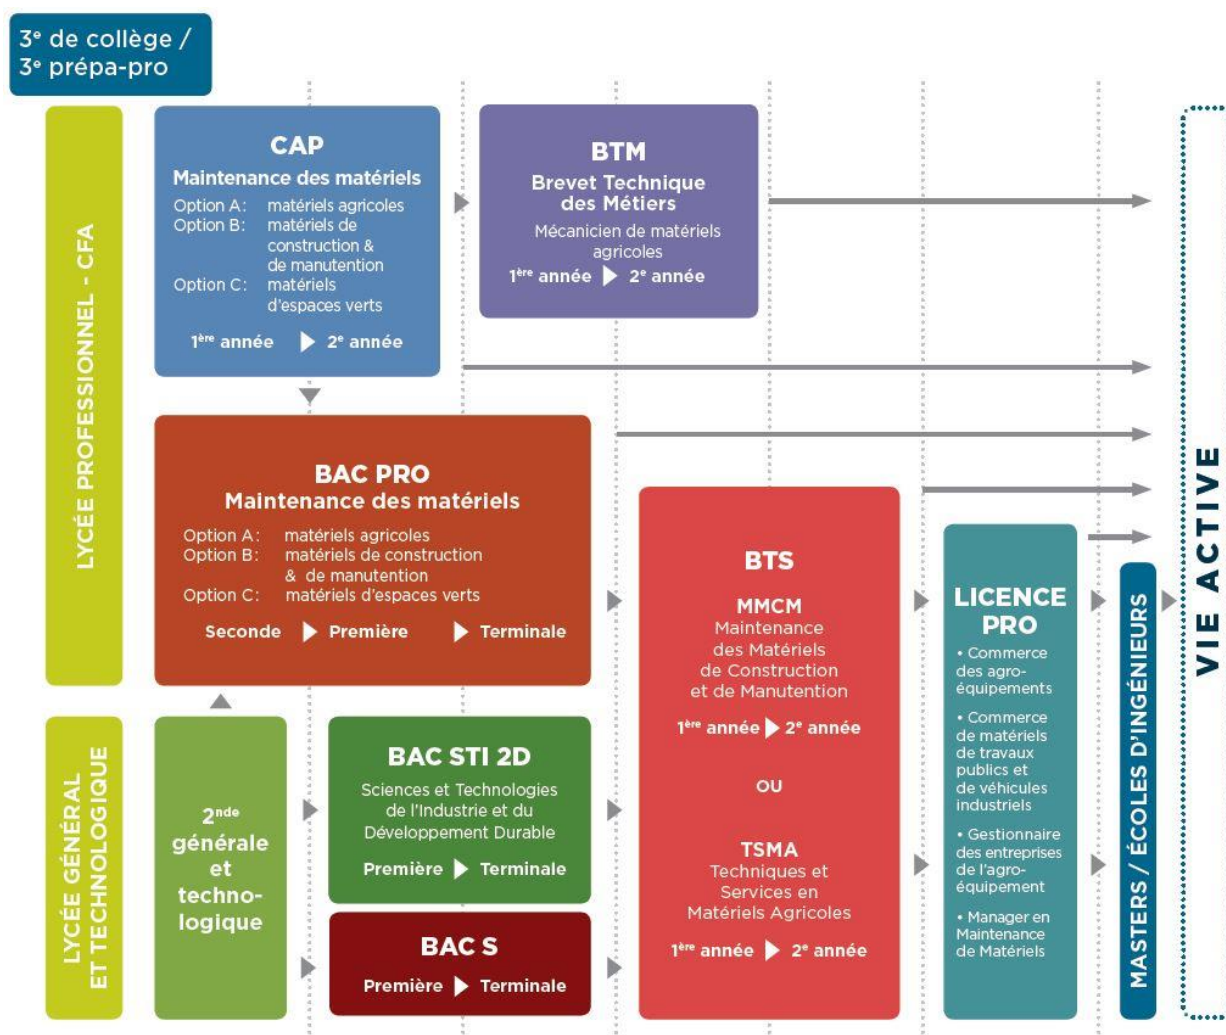 3e de collège /
3e prépa-pro
LYCÉE PROFESSIONNEL - CFA
CAP
Maintenance des matériels
Option A : matériels agricoles
Option B : matériels de
construction &
de manutention
Option C : matériels
d'espaces verts
1ère année 2e année
BTM
Brevet Technique
des Métiers
Mécanicien de matériels
agricoles
1ère année 2e année
BAC PRO
Maintenance des matériels
Option A : matériels agricoles
Option B : matériels de construction
& de manutention
Option C : matériels d'espaces verts
Seconde Première Terminale
LYCÉE GÉNÉRAL
ET TECHNOLOGIQUE
2nde
générale
et
techno-
logique
BAC STI 2D
Sciences et Technologies
de l'Industrie et du
Développement Durable
Première Terminale
BAC S
Première Terminale
BTS
MMCM
Maintenance
des Matériels
de Construction
et de Manutention
1ère année 2e année
OU
TSMA
Techniques et
Services en
Matériels Agricoles
1ère année 2e année
LICENCE
PRO
• Commerce
des agro-
équipements
• Commerce
de matériels
de travaux
publics et
de véhicules
industriels
• Gestionnaire
des entreprises
de l'agro-
équipement
• Manager en
Maintenance
de Matériels
MASTERS / ÉCOLES D'INGÉNIEURS
VIE ACTIVE